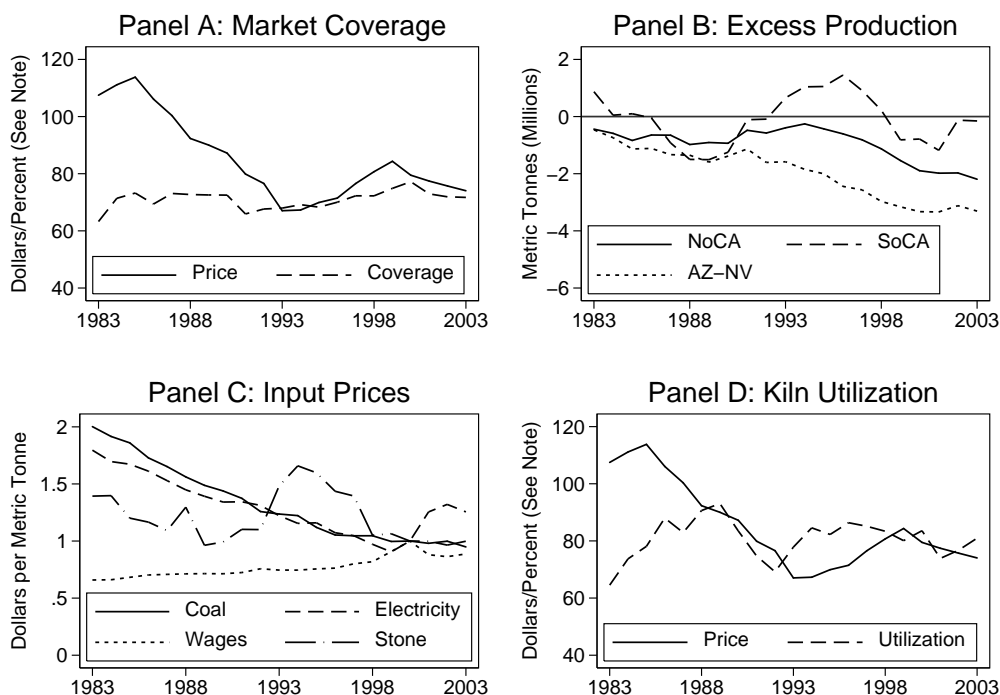 Panel A: Market Coverage
Dollars/Percent (See Note)
120
100
80
60
40
Price
Coverage
1983
1988
1993
1998
2003
Panel B: Excess Production
Metric Tonnes (Millions)
2
0
−2
−4
−6
NoCA
SoCA
AZ−NV
1983
1988
1993
1998
2003
Panel C: Input Prices
Dollars per Metric Tonne
2
1.5
1
.5
0
Coal
Electricity
Wages
Stone
1983
1988
1993
1998
2003
Panel D: Kiln Utilization
Dollars/Percent (See Note)
120
100
80
60
40
Price
Utilization
1983
1988
1993
1998
2003